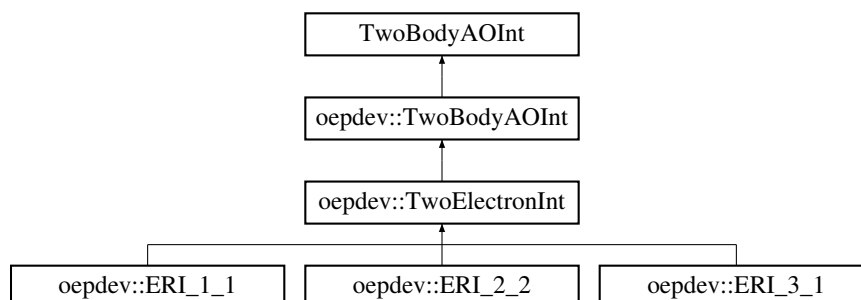 TwoBodyAOInt
oepdev::TwoBodyAOInt
oepdev::TwoElectronInt
oepdev::ERI_1_1 oepdev::ERI_2_2 oepdev::ERI_3_1